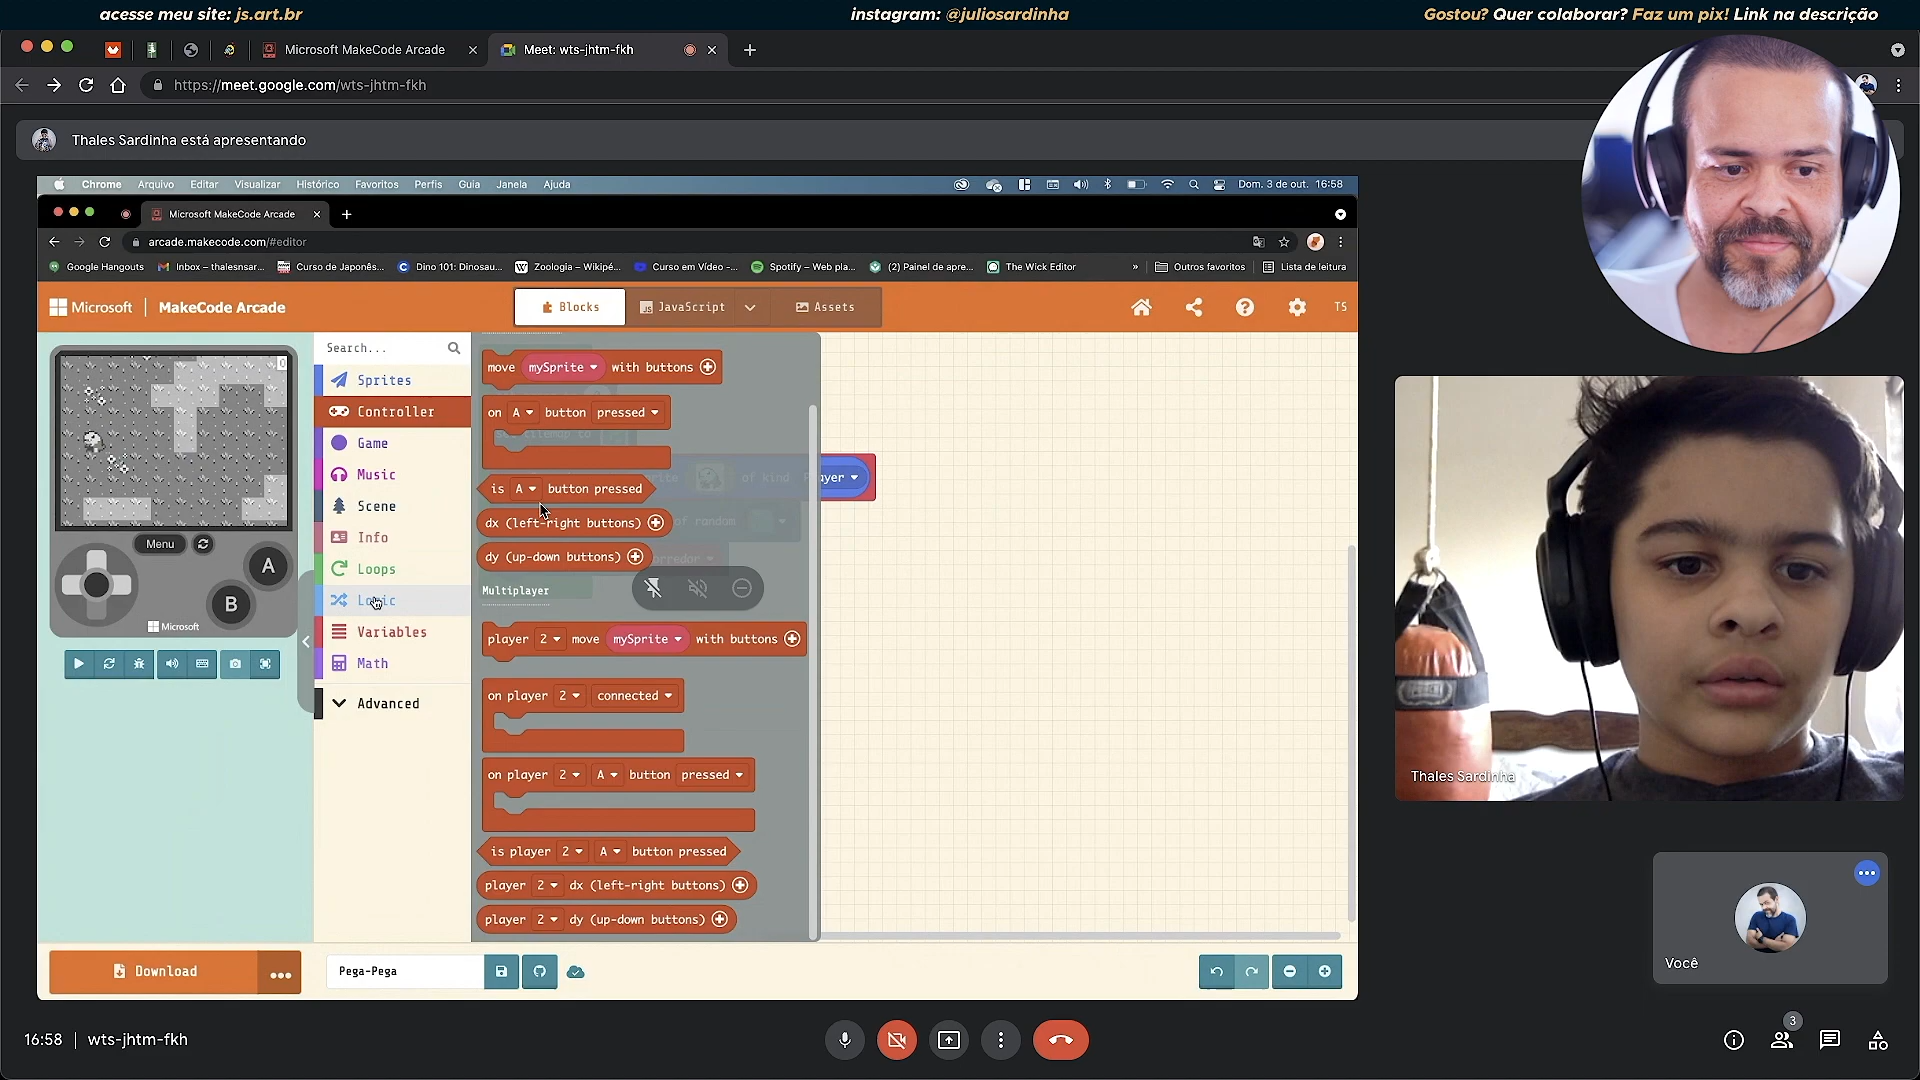 acesse meu site: js.art.br
instagram: @juliosardinha
Gostou? Quer colaborar? Faz um pix! Link na descrição
Microsoft MakeCode Arcade
Meet: wts-jhtm-fkh
https://meet.google.com/wts-jhtm-fkh
Thales Sardinha está apresentando
Chrome Arquivo Editar Visualizar Histórico Favoritos Perfis Guia Janela Ajuda
Dom. 3 de out. 16:58
Microsoft MakeCode Arcade
arcade.makecode.com/#editor
Google Hangouts
Inbox – thalesnsar...
Curso de Japonês...
Dino 101: Dinosau...
Zoologia – Wikipé...
Curso em Vídeo –...
Spotify – Web pla...
(2) Painel de apre...
The Wick Editor
»
Outros favoritos
Lista de leitura
Microsoft
MakeCode Arcade
Blocks
JavaScript
Assets
TS
Search...
Sprites
Controller
Game
Music
Scene
Info
Loops
Logic
Variables
Math
Advanced
0
Menu
A
B
Microsoft
move mySprite with buttons
on A button pressed
is A button pressed
dx (left-right buttons)
dy (up-down buttons)
Multiplayer
player 2 move mySprite with buttons
on player 2 connected
on player 2 A button pressed
is player 2 A button pressed
player 2 dx (left-right buttons)
player 2 dy (up-down buttons)
of kind
of random
Download
Pega-Pega
Thales Sardinha
Você
16:58
wts-jhtm-fkh
3